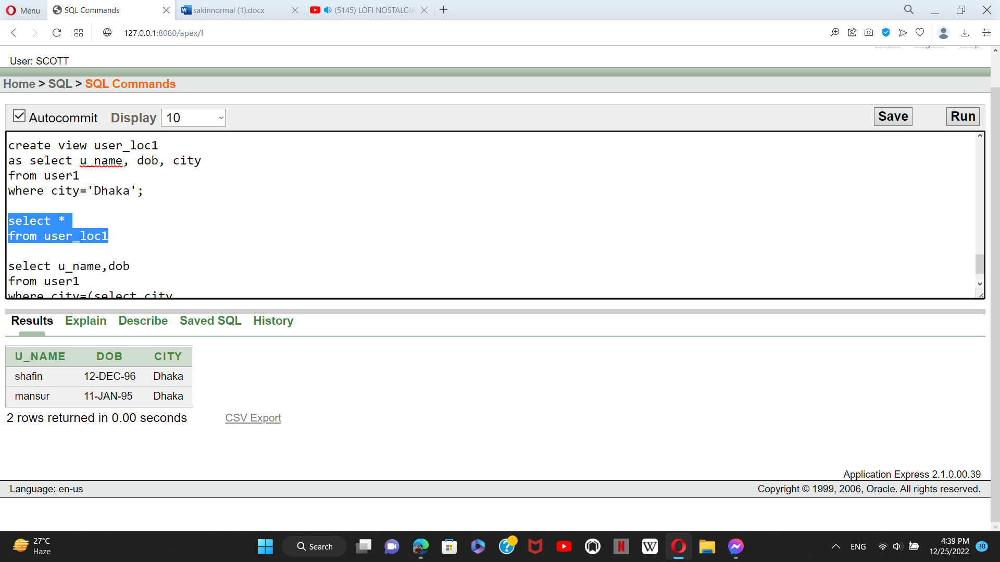 Menu
SQL Commands
sakinnormal (1).docx
(5145) LOFI NOSTALGIA
127.0.0.1:8080/apex/f
User: SCOTT
Home > SQL > SQL Commands
Autocommit Display 10
Save
Run
create view user_loc1
as select u_name, dob, city
from user1
where city='Dhaka';
select *
from user_loc1
select u_name,dob
from user1
where city=(select city
Results Explain Describe Saved SQL History
U_NAME DOB CITY
shafin 12-DEC-96 Dhaka
mansur 11-JAN-95 Dhaka
2 rows returned in 0.00 seconds
CSV Export
Application Express 2.1.0.00.39
Language: en-us
Copyright © 1999, 2006, Oracle. All rights reserved.
27°C
Haze
Search
ENG
4:39 PM
12/25/2022
38